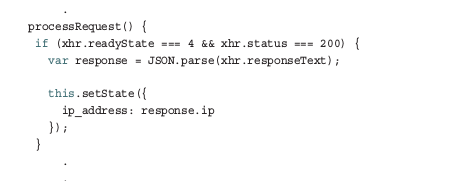 .
processRequest() {
if (xhr.readyState === 4 && xhr.status === 200) {
var response = JSON.parse(xhr.responseText);
this.setState({
ip_address: response.ip
});
}
.
.